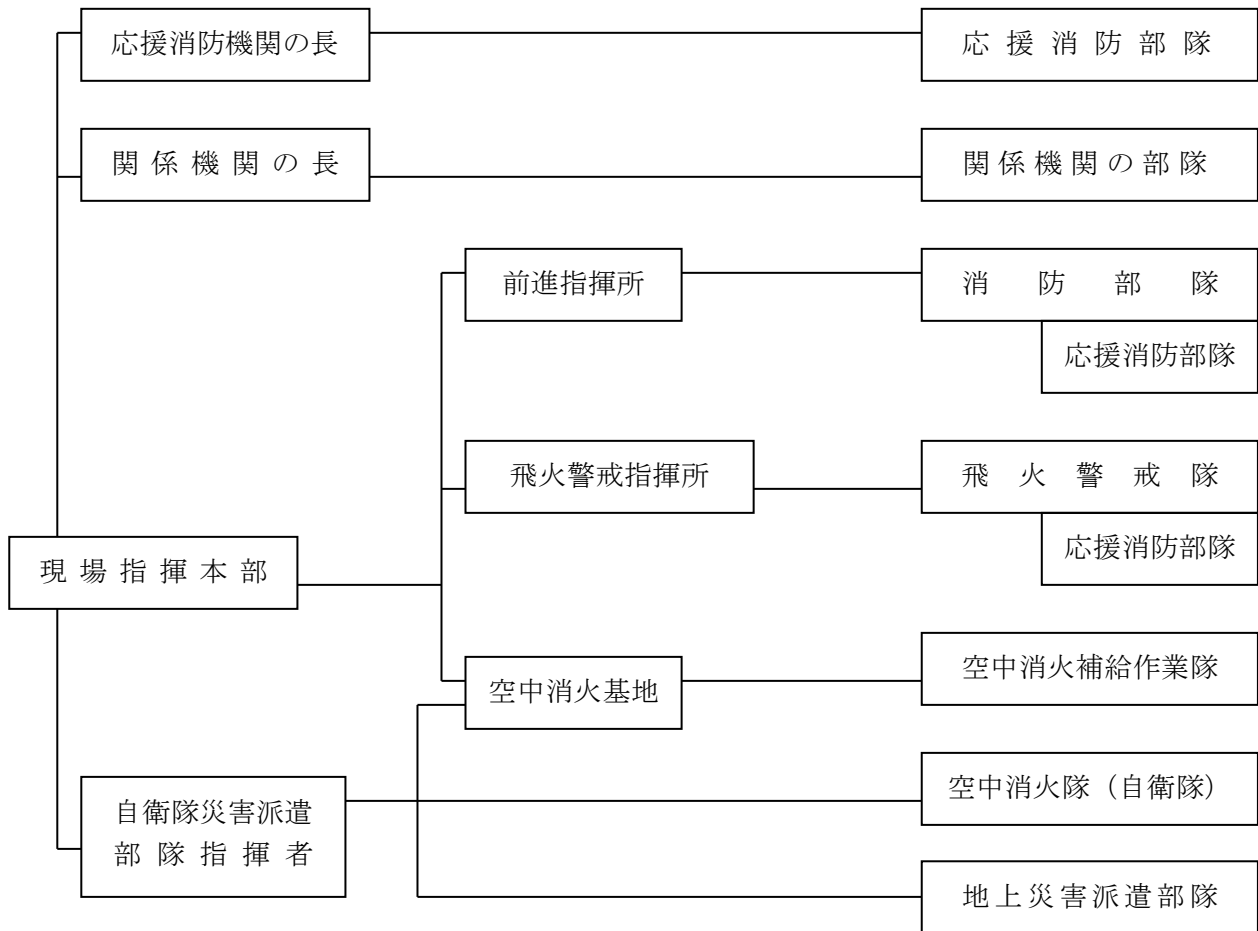 応援消防機関の長
応援消防部隊
関係機関の長
関係機関の部隊
前進指揮所
消防部隊
応援消防部隊
飛火警戒指揮所
飛火警戒隊
応援消防部隊
現場指揮本部
空中消火補給作業隊
空中消火基地
空中消火隊（自衛隊）
自衛隊災害派遣
部隊指揮者
地上災害派遣部隊